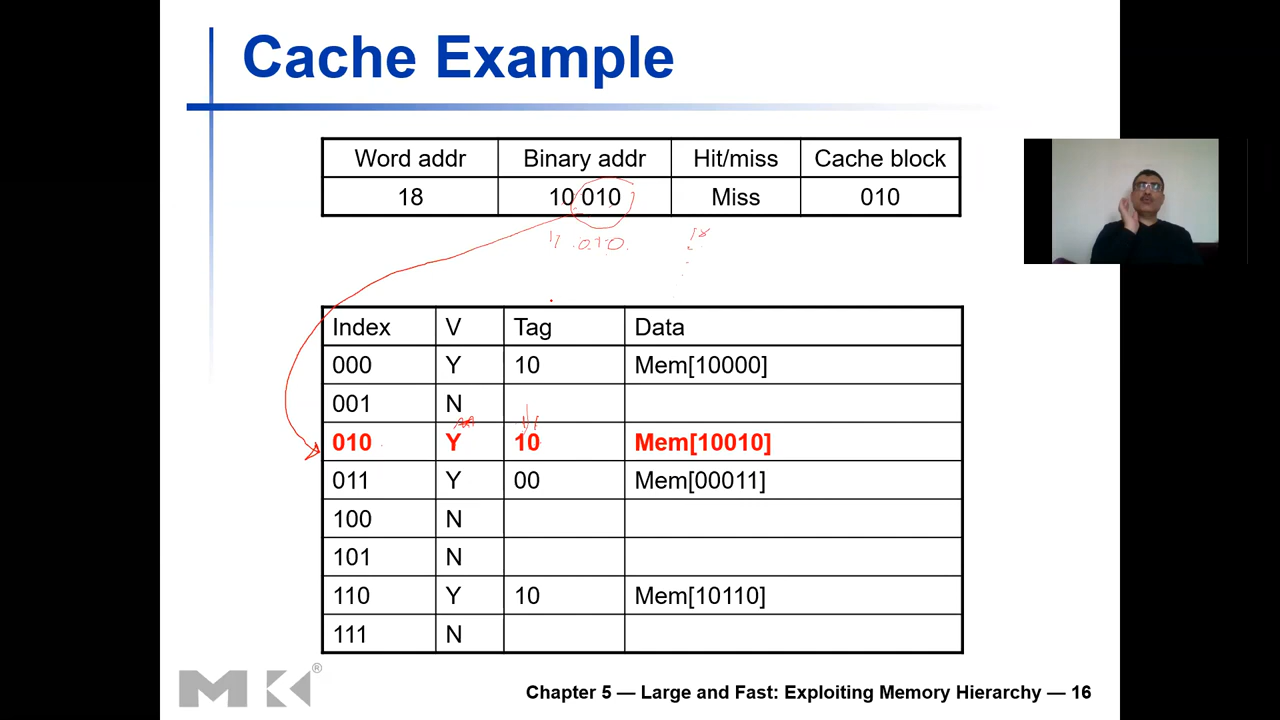 Cache Example
Word addr Binary addr Hit/miss Cache block
18 10 010 Miss 010
010
Index V Tag Data
000 Y 10 Mem[10000]
001 N
010 Y 10 Mem[10010]
011 Y 00 Mem[00011]
100 N
101 N
110 Y 10 Mem[10110]
111 N
MK®
Chapter 5 — Large and Fast: Exploiting Memory Hierarchy — 16